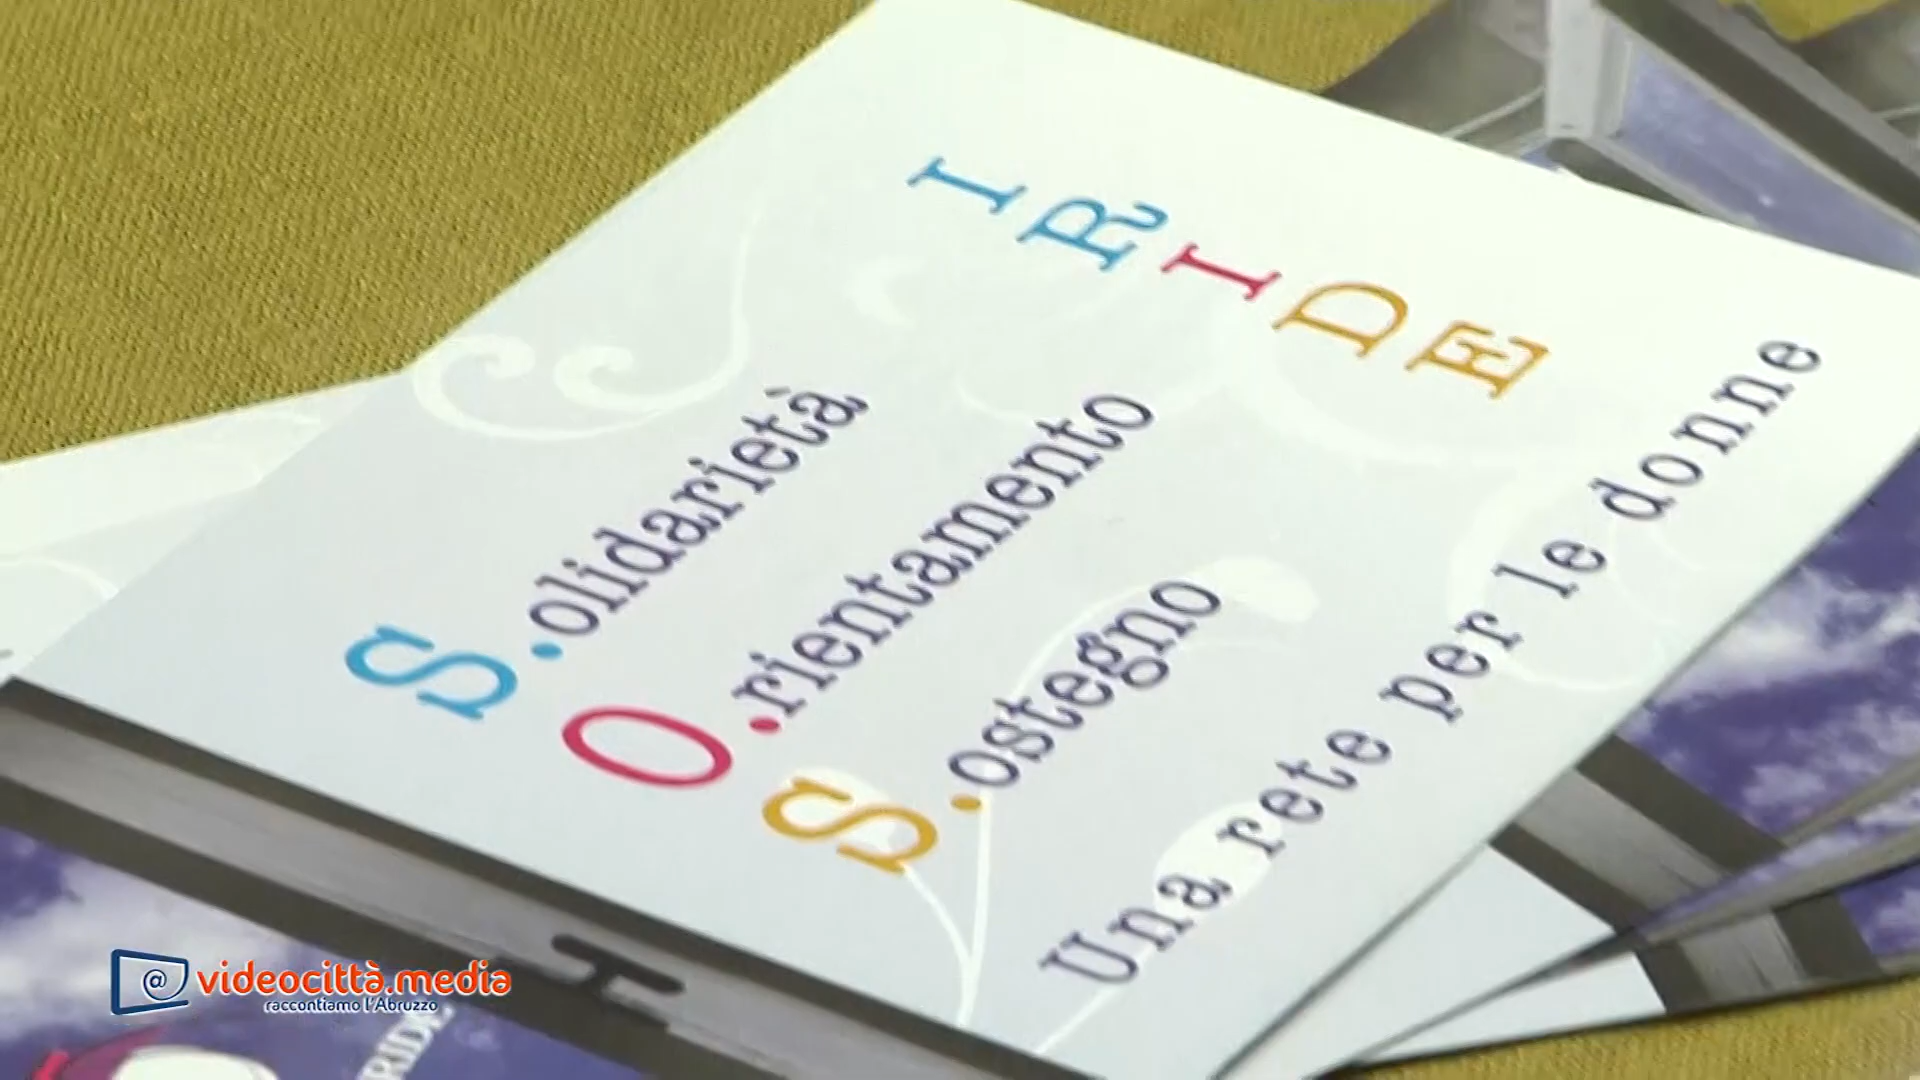 IRIDE
S.olidarietà
O.rientamento
S.ostegno
Una rete per le donne
@ videocittà.media
raccontiamo l'Abruzzo